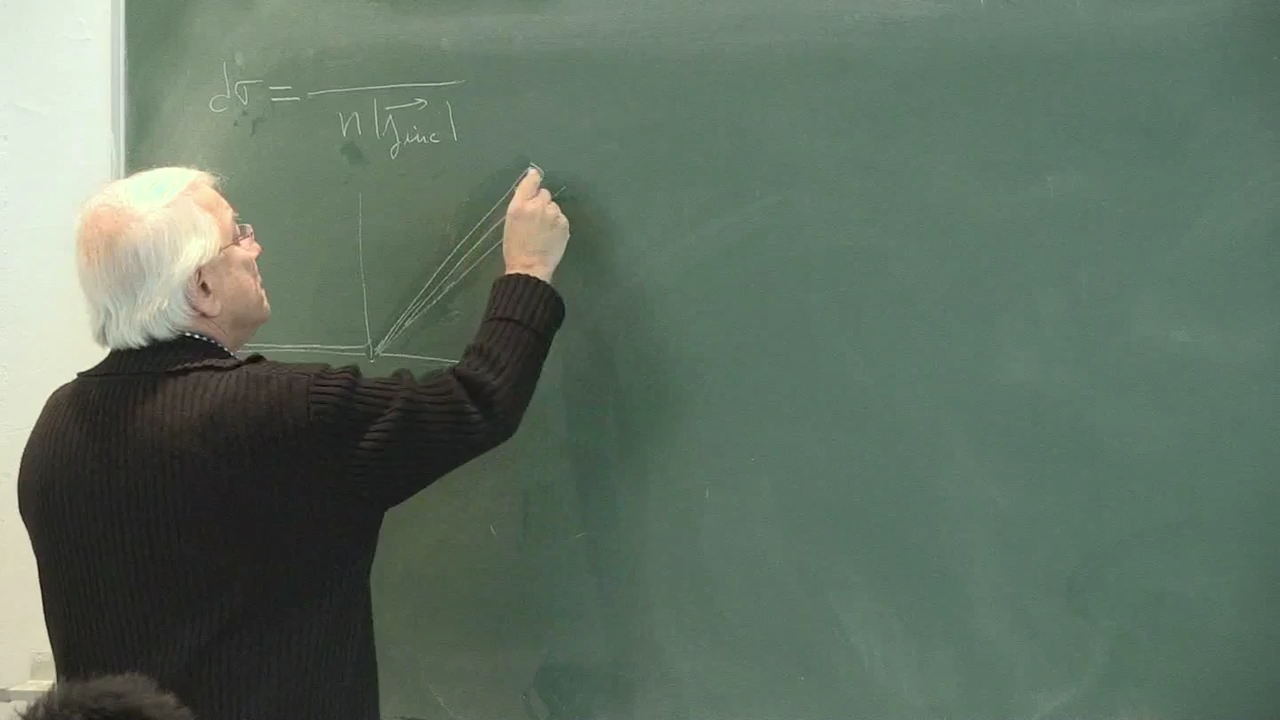 dσ =
n |j⃗inc|